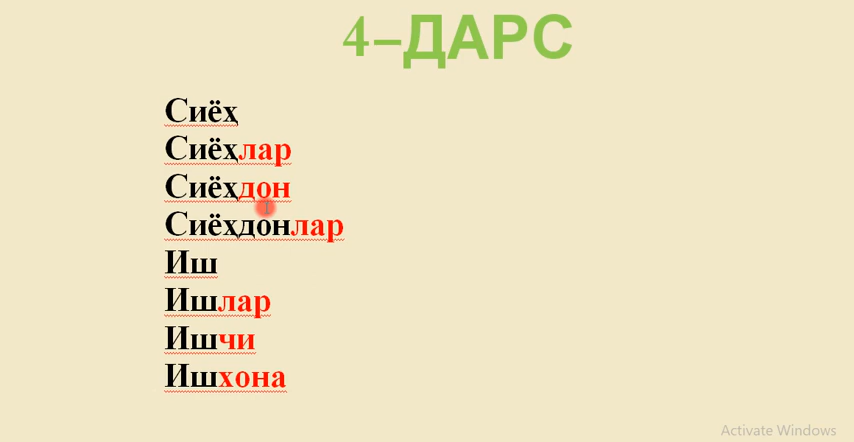 4–ДАРС
Сиёҳ
Сиёҳлар
Сиёҳдон
Сиёҳдонлар
Иш
Ишлар
Ишчи
Ишхона
Activate Windows